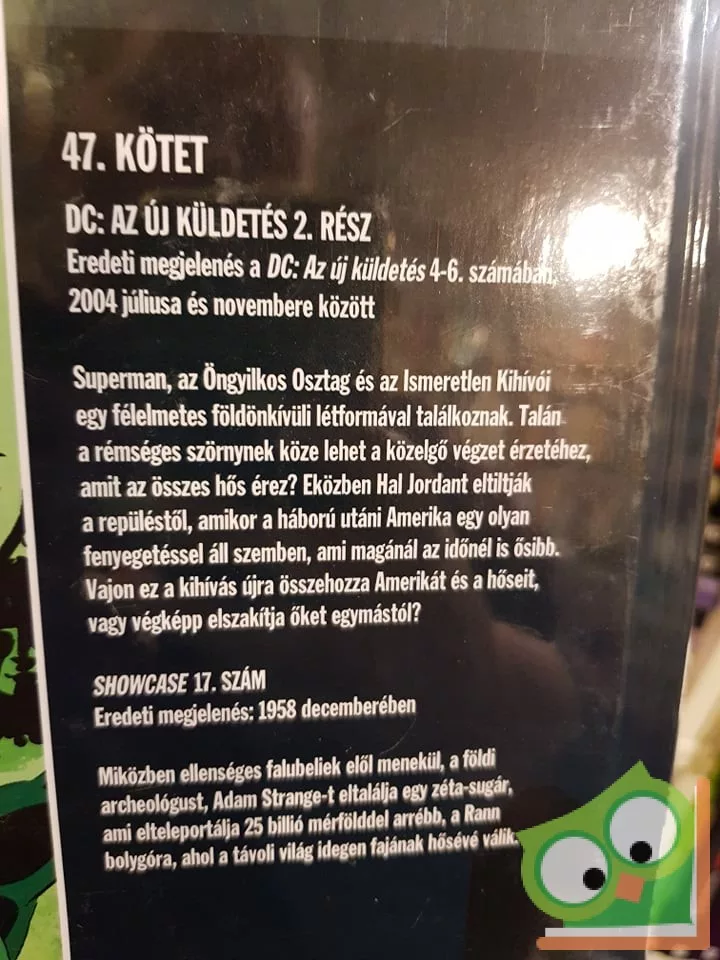 47. KÖTET
DC: AZ ÚJ KÜLDETÉS 2. RÉSZ
Eredeti megjelenés a DC: Az új küldetés 4-6. számában,
2004 júliusa és novembere között
Superman, az Öngyilkos Osztag és az Ismeretlen Kihívói
egy félelmetes földönkívüli létformával találkoznak. Talán
a rémséges szörnynek köze lehet a közelgő végzet érzetéhez,
amit az összes hős érez? Eközben Hal Jordant eltiltják
a repüléstől, amikor a háború utáni Amerika egy olyan
fenyegetéssel áll szemben, ami magánál az időnél is ősibb.
Vajon ez a kihívás újra összehozza Amerikát és a hőseit,
vagy végképp elszakítja őket egymástól?
SHOWCASE 17. SZÁM
Eredeti megjelenés: 1958 decemberében
Miközben ellenséges falubeliek elől menekül, a földi
archeológust, Adam Strange-t eltalálja egy zéta-sugár,
ami elteleportálja 25 billió mérfölddel arrébb, a Rann
bolygóra, ahol a távoli világ idegen fajának hősévé válik.